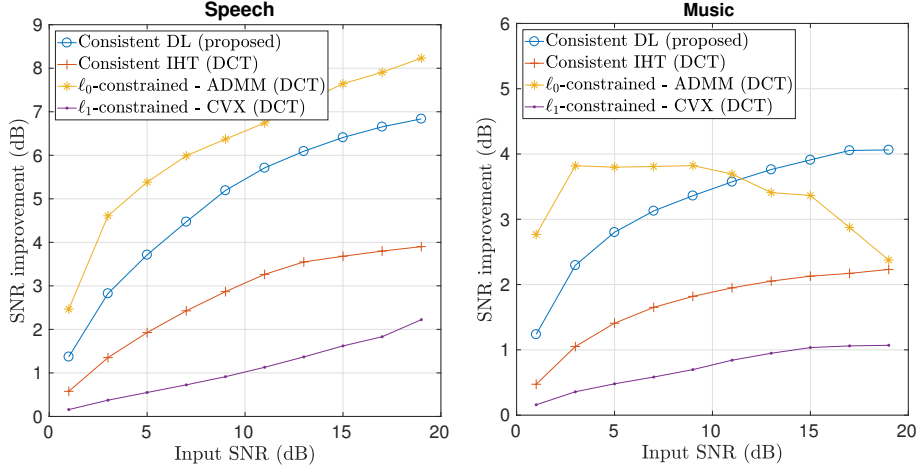 Speech
9
8
7
6
5
4
3
2
1
0
0 5 10 15 20
SNR improvement (dB)
Input SNR (dB)
Consistent DL (proposed)
Consistent IHT (DCT)
ℓ₀-constrained - ADMM (DCT)
ℓ₁-constrained - CVX (DCT)
Music
6
5
4
3
2
1
0
0 5 10 15 20
SNR improvement (dB)
Input SNR (dB)
Consistent DL (proposed)
Consistent IHT (DCT)
ℓ₀-constrained - ADMM (DCT)
ℓ₁-constrained - CVX (DCT)